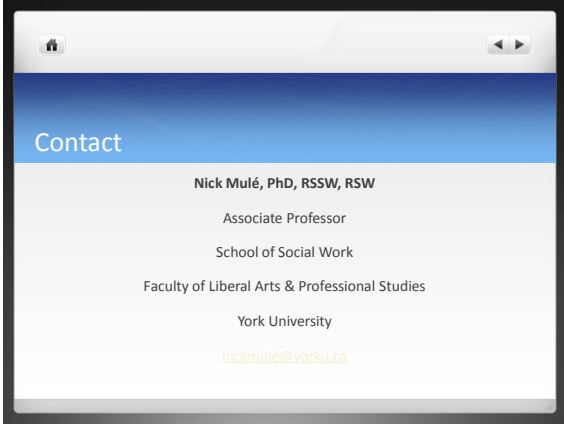 Contact
Nick Mulé, PhD, RSSW, RSW
Associate Professor
School of Social Work
Faculty of Liberal Arts & Professional Studies
York University
nickmule@yorku.ca